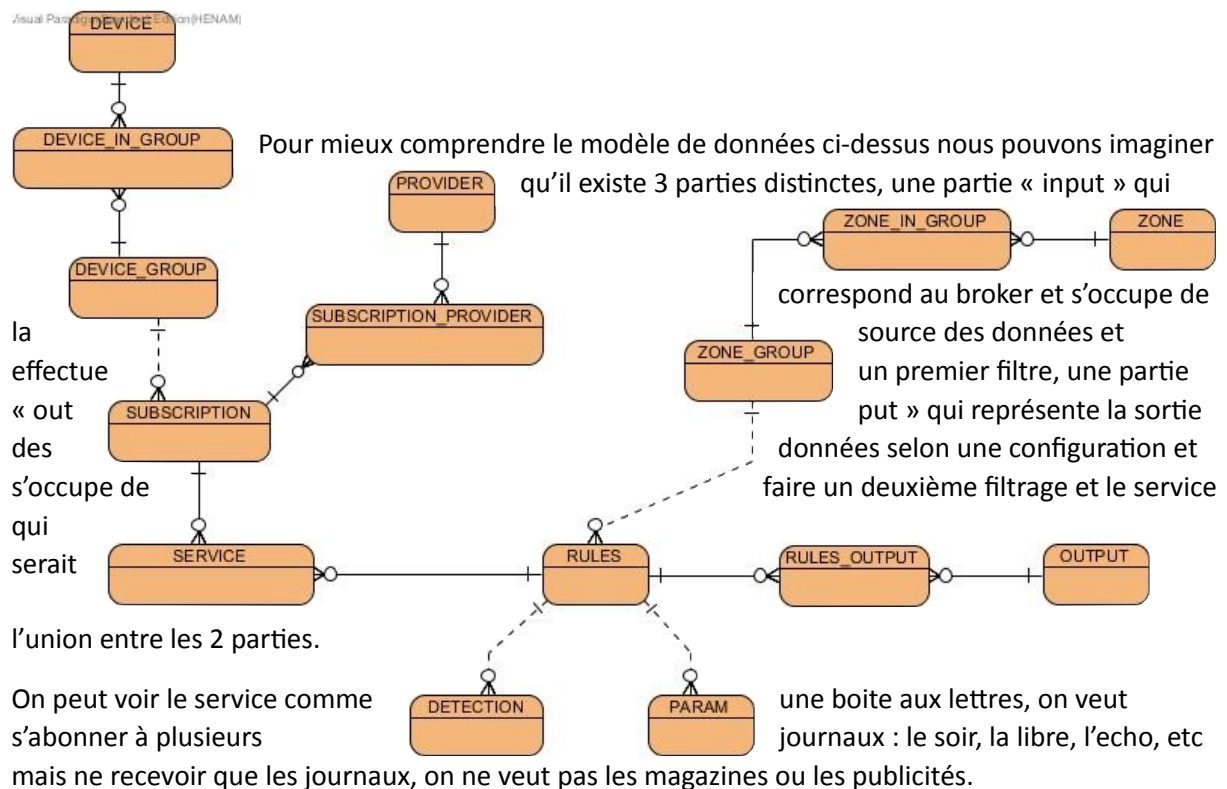 DEVICE
DEVICE_IN_GROUP
Pour mieux comprendre le modèle de données ci-dessus nous pouvons imaginer
PROVIDER
qu’il existe 3 parties distinctes, une partie « input » qui
ZONE_IN_GROUP
ZONE
DEVICE_GROUP
correspond au broker et s’occupe de
SUBSCRIPTION_PROVIDER
la
source des données et
ZONE_GROUP
effectue
un premier filtre, une partie
« out
SUBSCRIPTION
put » qui représente la sortie
des
données selon une configuration et
s’occupe de
faire un deuxième filtrage et le service
qui
serait
SERVICE
RULES
RULES_OUTPUT
OUTPUT
l’union entre les 2 parties.
On peut voir le service comme
DETECTION
PARAM
une boite aux lettres, on veut
s’abonner à plusieurs
journaux : le soir, la libre, l’echo, etc
mais ne recevoir que les journaux, on ne veut pas les magazines ou les publicités.